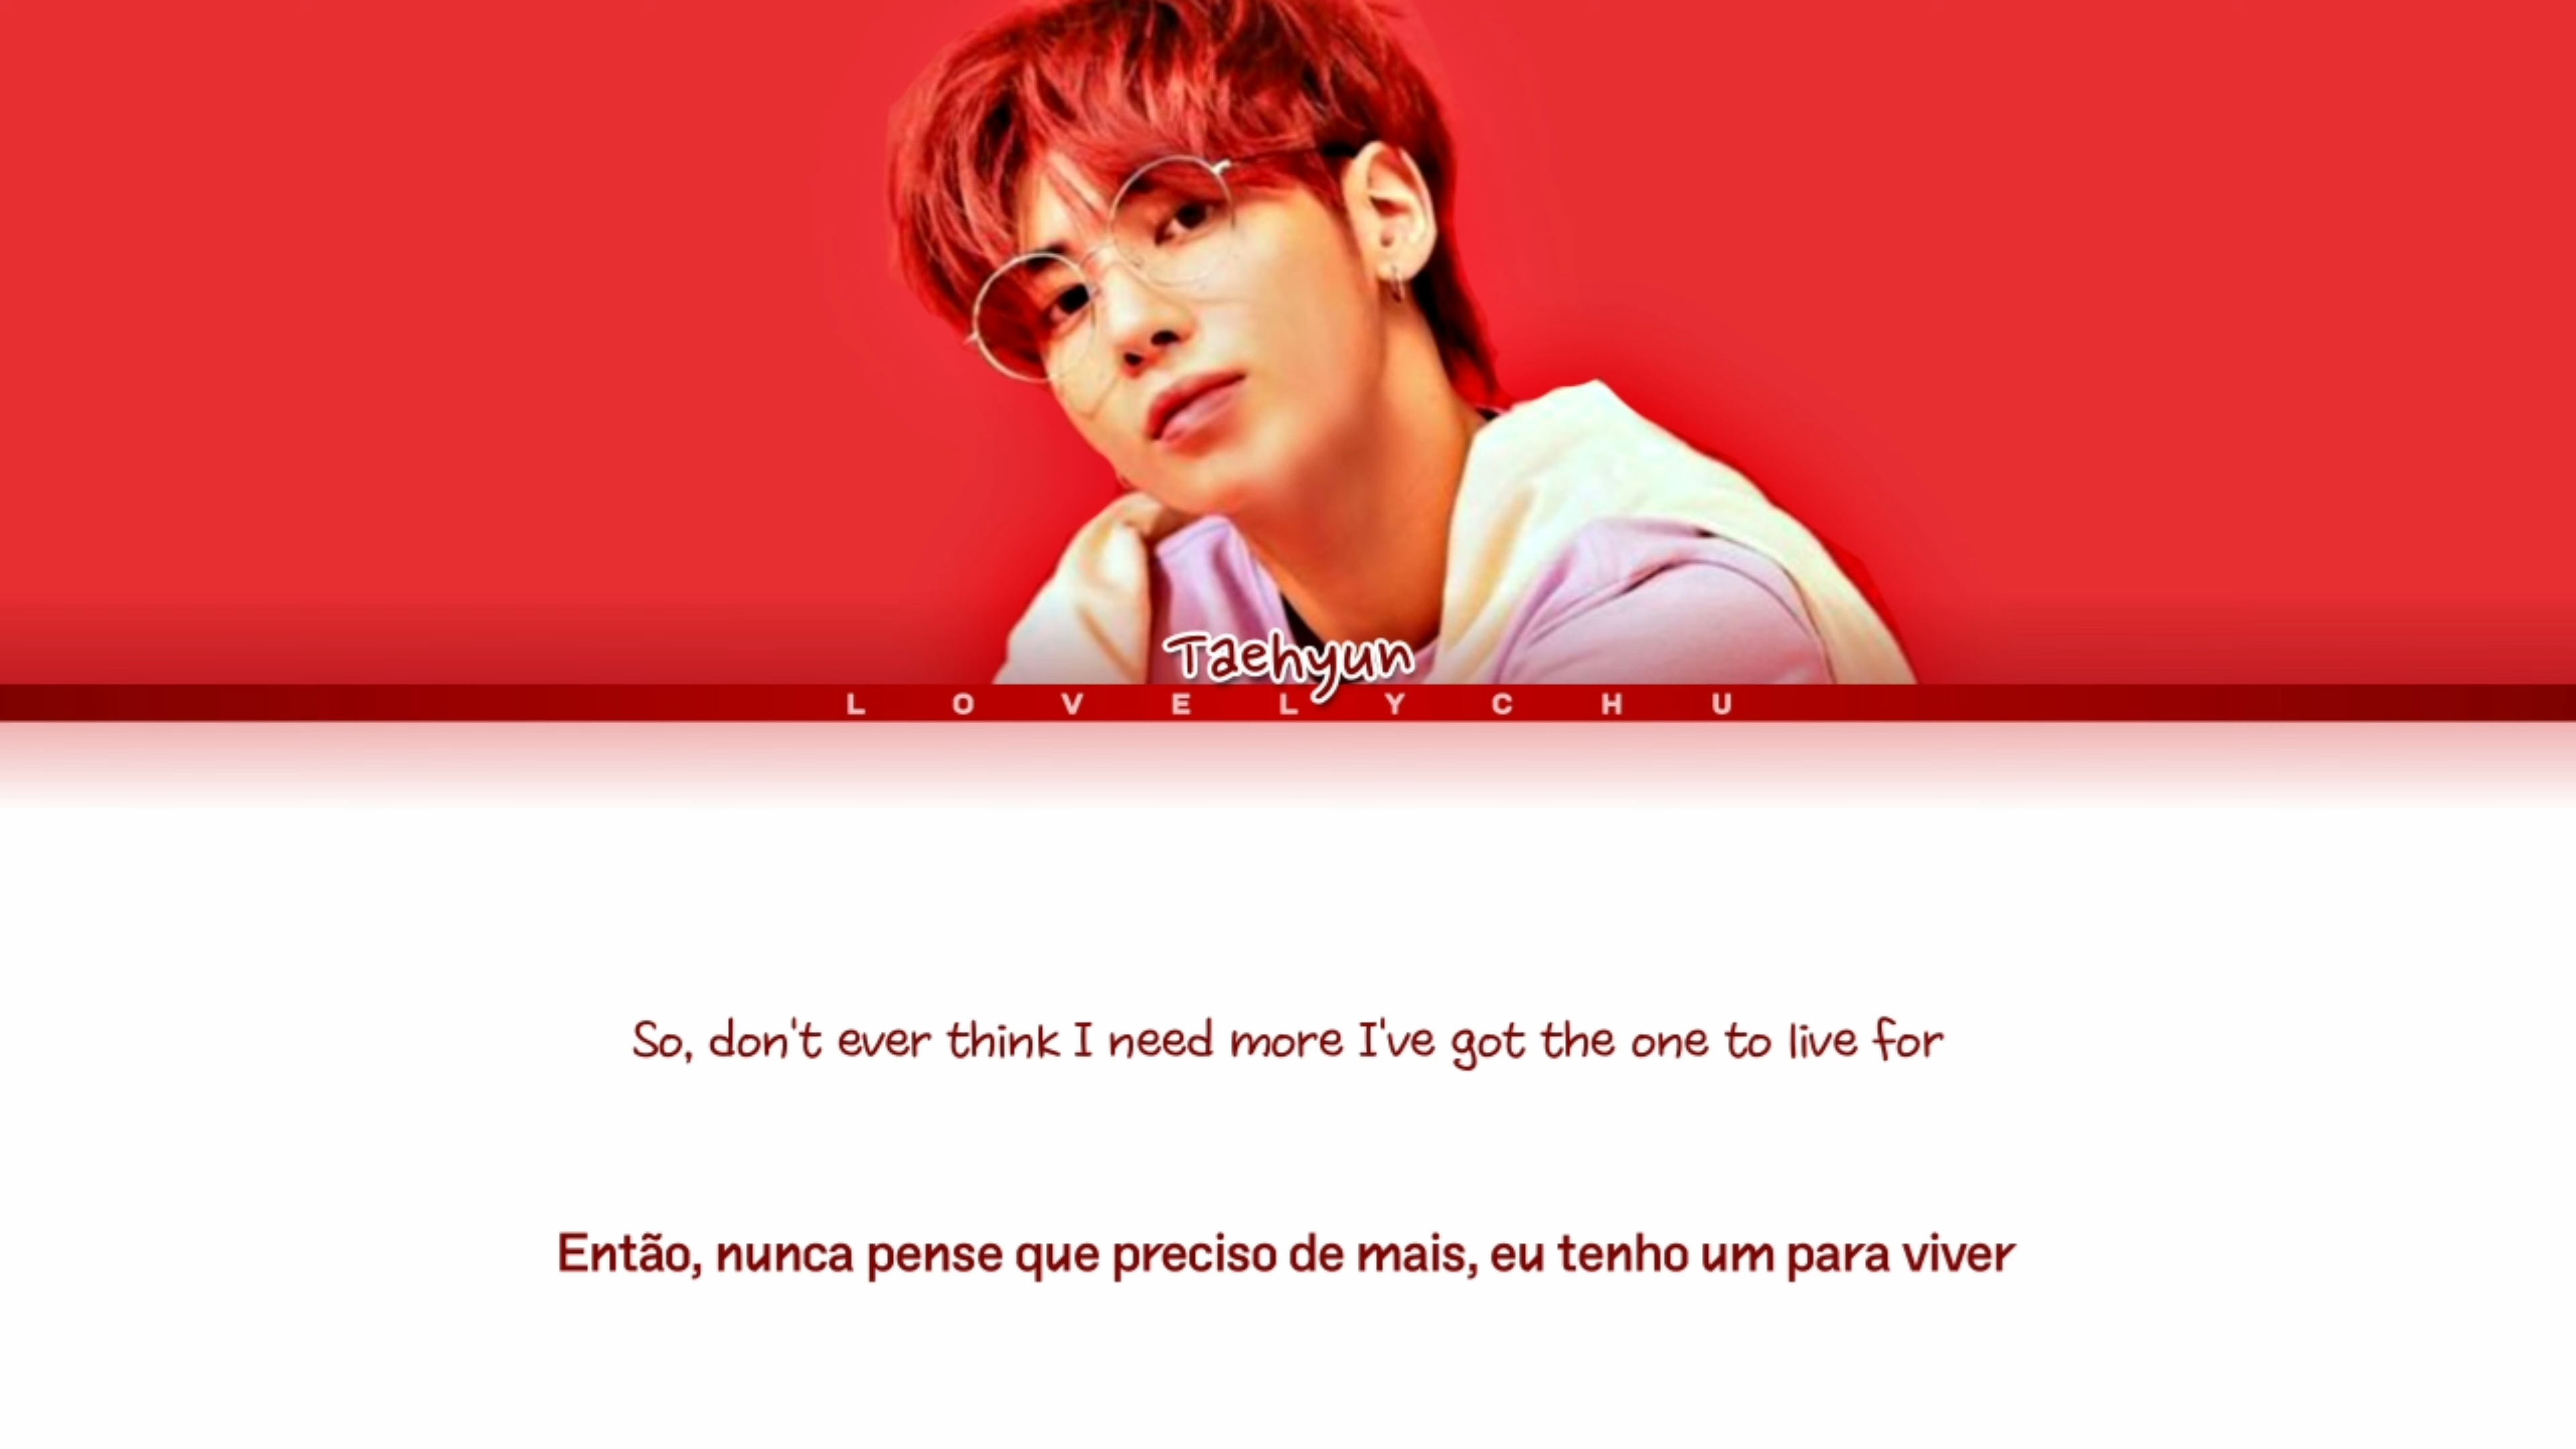 Taehyun
LOVELYCHU
So, don't ever think I need more I've got the one to live for
Então, nunca pense que preciso de mais, eu tenho um para viver